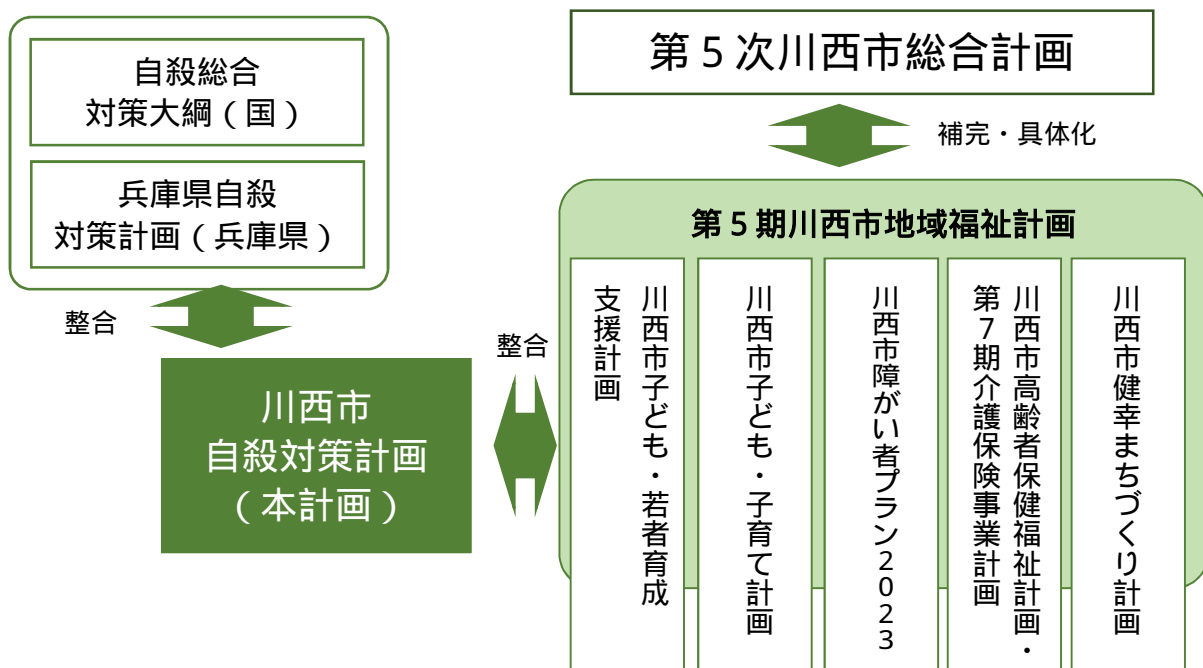 自殺総合
対策大綱（国）
兵庫県自殺
対策計画（兵庫県）
整合
川西市
自殺対策計画
（本計画）
整合
第５次川西市総合計画
補完・具体化
第５期川西市地域福祉計画
川西市子ども・若者育成
支援計画
川西市子ども・子育て計画
川西市障がい者プラン２０２３
川西市高齢者保健福祉計画・
第７期介護保険事業計画
川西市健幸まちづくり計画